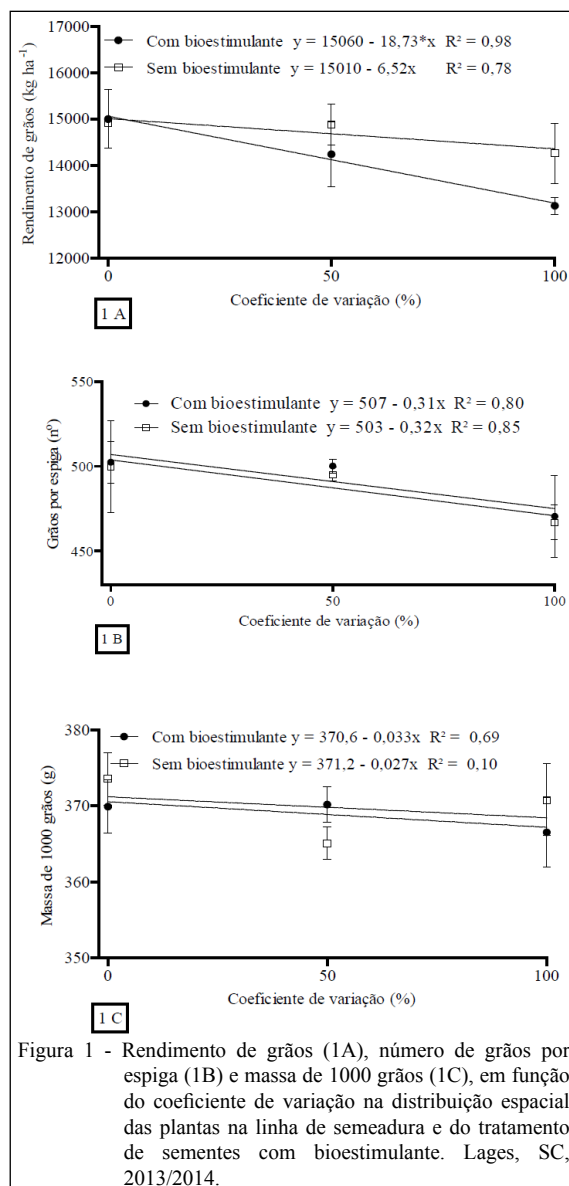 17000
16000
15000
14000
13000
12000
Rendimento de grãos (kg ha⁻¹)
Com bioestimulante y = 15060 - 18,73*x R² = 0,98
Sem bioestimulante y = 15010 - 6,52x R² = 0,78
0
50
100
Coeficiente de variação (%)
1 A
550
500
450
Grãos por espiga (nº)
Com bioestimulante y = 507 - 0,31x R² = 0,80
Sem bioestimulante y = 503 - 0,32x R² = 0,85
0
50
100
Coeficiente de variação (%)
1 B
380
370
360
350
Massa de 1000 grãos (g)
Com bioestimulante y = 370,6 - 0,033x R² = 0,69
Sem bioestimulante y = 371,2 - 0,027x R² = 0,10
0
50
100
Coeficiente de variação (%)
1 C
Figura 1 - Rendimento de grãos (1A), número de grãos por
espiga (1B) e massa de 1000 grãos (1C), em função
do coeficiente de variação na distribuição espacial
das plantas na linha de semeadura e do tratamento
de sementes com bioestimulante. Lages, SC,
2013/2014.